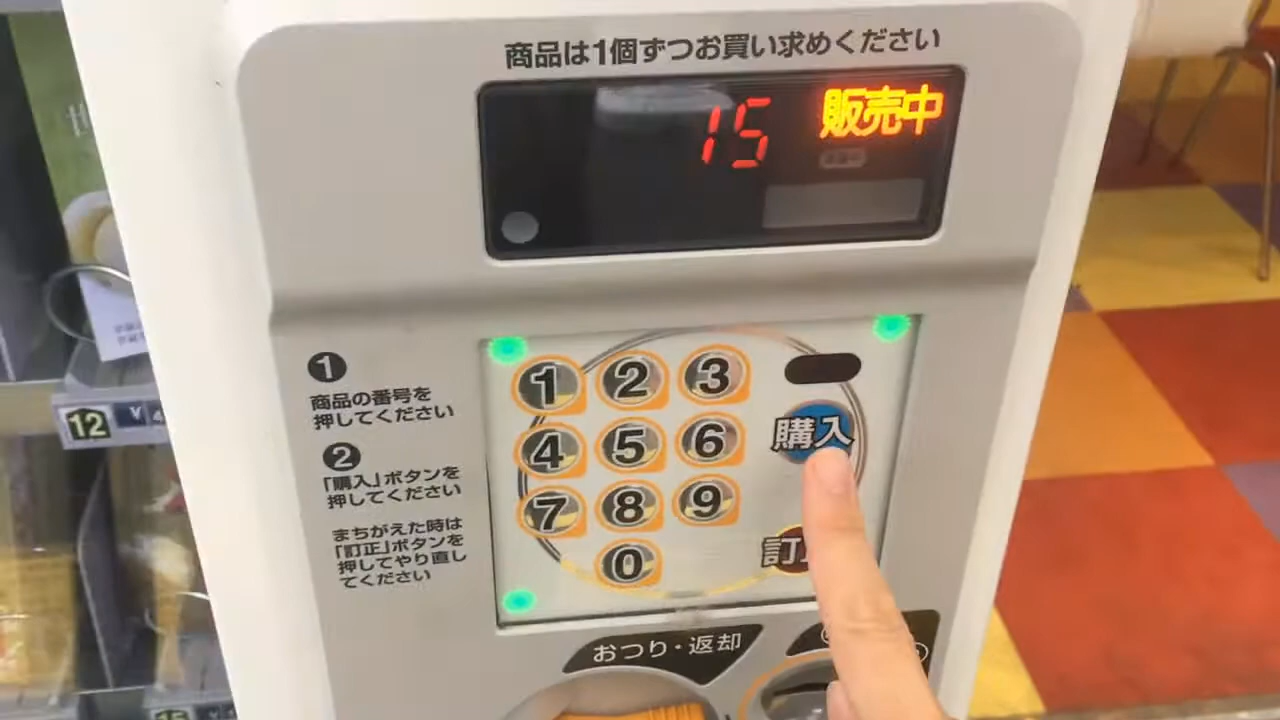 商品は1個ずつお買い求めください
15 販売中
1 2 3
4 5 6 購入
7 8 9
0 訂正
1
商品の番号を
押してください
2
「購入」ボタンを
押してください
まちがえた時は
「訂正」ボタンを
押してやり直し
てください
おつり・返却
12